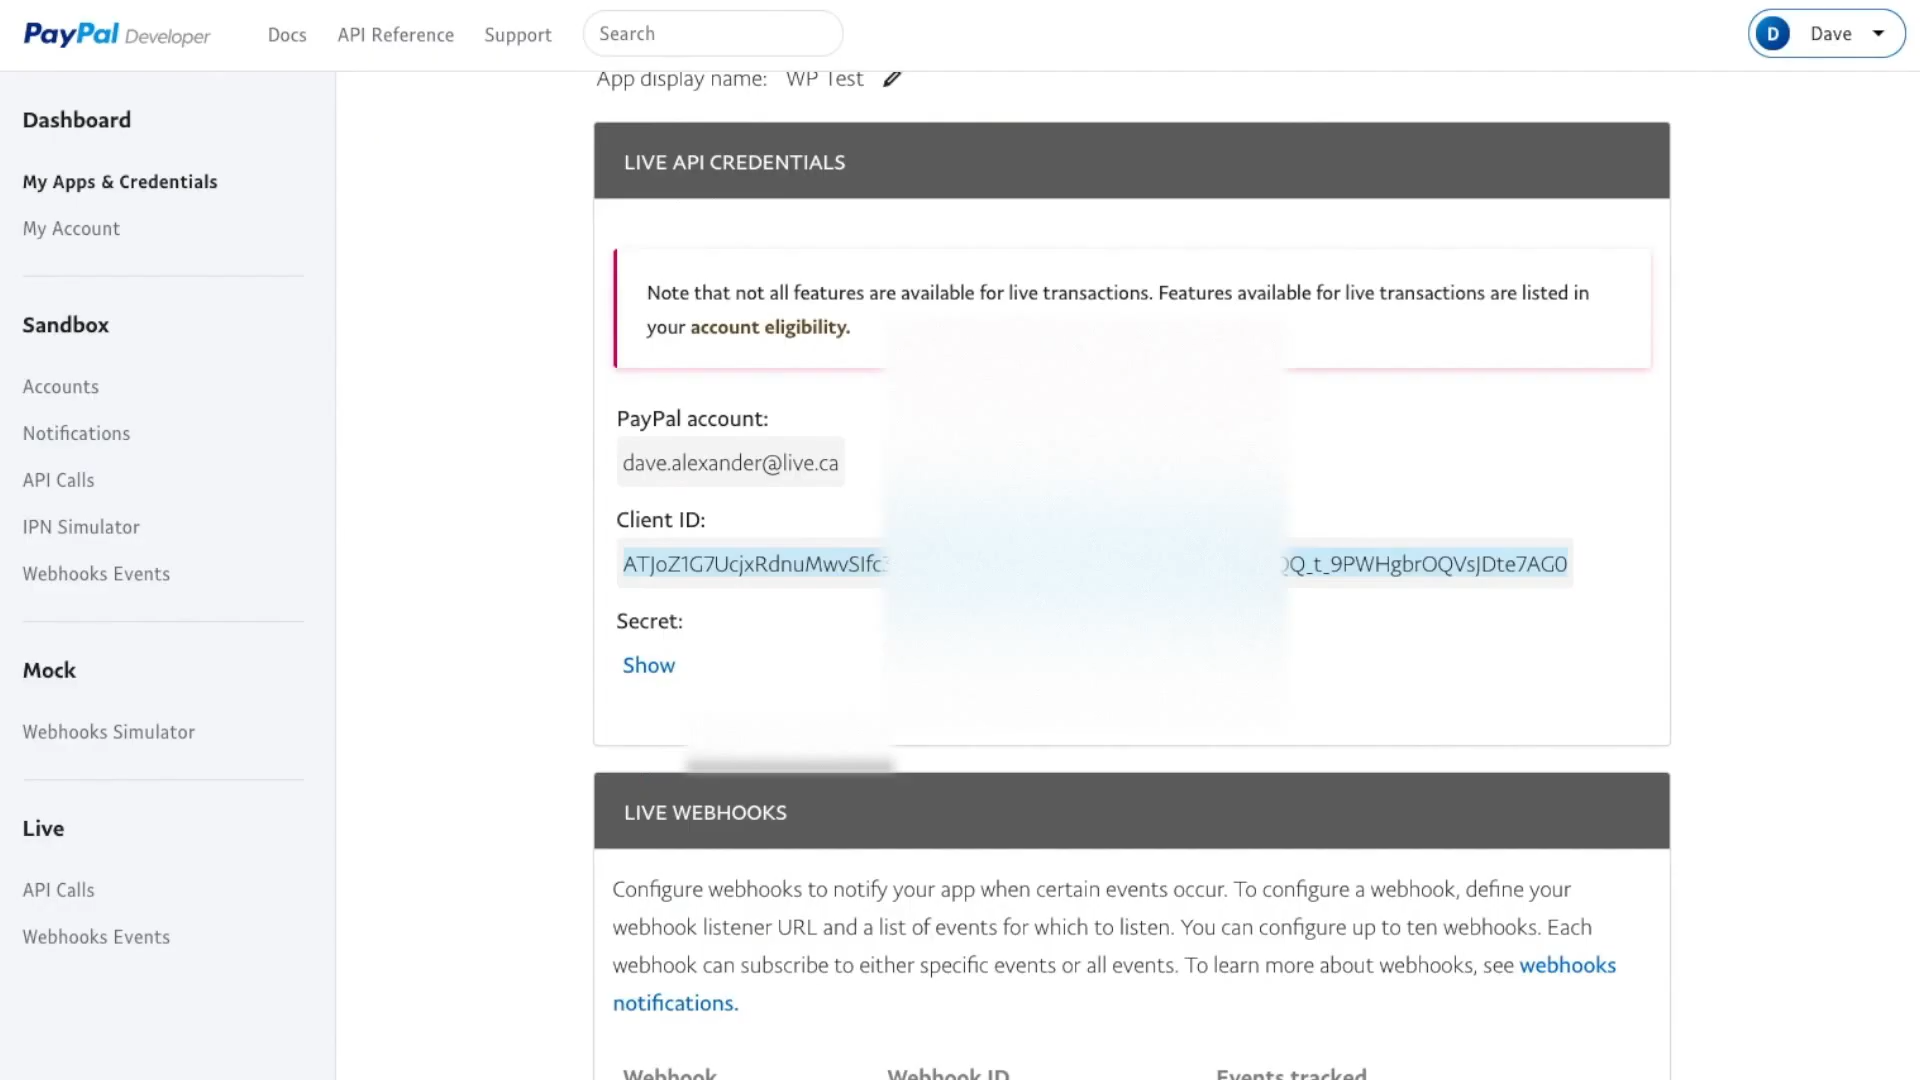 PayPal Developer
Docs
API Reference
Support
Search
D
Dave
App display name: WP Test
Dashboard
My Apps & Credentials
My Account
Sandbox
Accounts
Notifications
API Calls
IPN Simulator
Webhooks Events
Mock
Webhooks Simulator
Live
API Calls
Webhooks Events
LIVE API CREDENTIALS
Note that not all features are available for live transactions. Features available for live transactions are listed in
your account eligibility.
PayPal account:
dave.alexander@live.ca
Client ID:
ATJoZ1G7UcjxRdnuMwvSIfc QQ_t_9PWHgbrOQVsJDte7AG0
Secret:
Show
LIVE WEBHOOKS
Configure webhooks to notify your app when certain events occur. To configure a webhook, define your
webhook listener URL and a list of events for which to listen. You can configure up to ten webhooks. Each
webhook can subscribe to either specific events or all events. To learn more about webhooks, see webhooks
notifications.
Webhook
Webhook ID
Events tracked